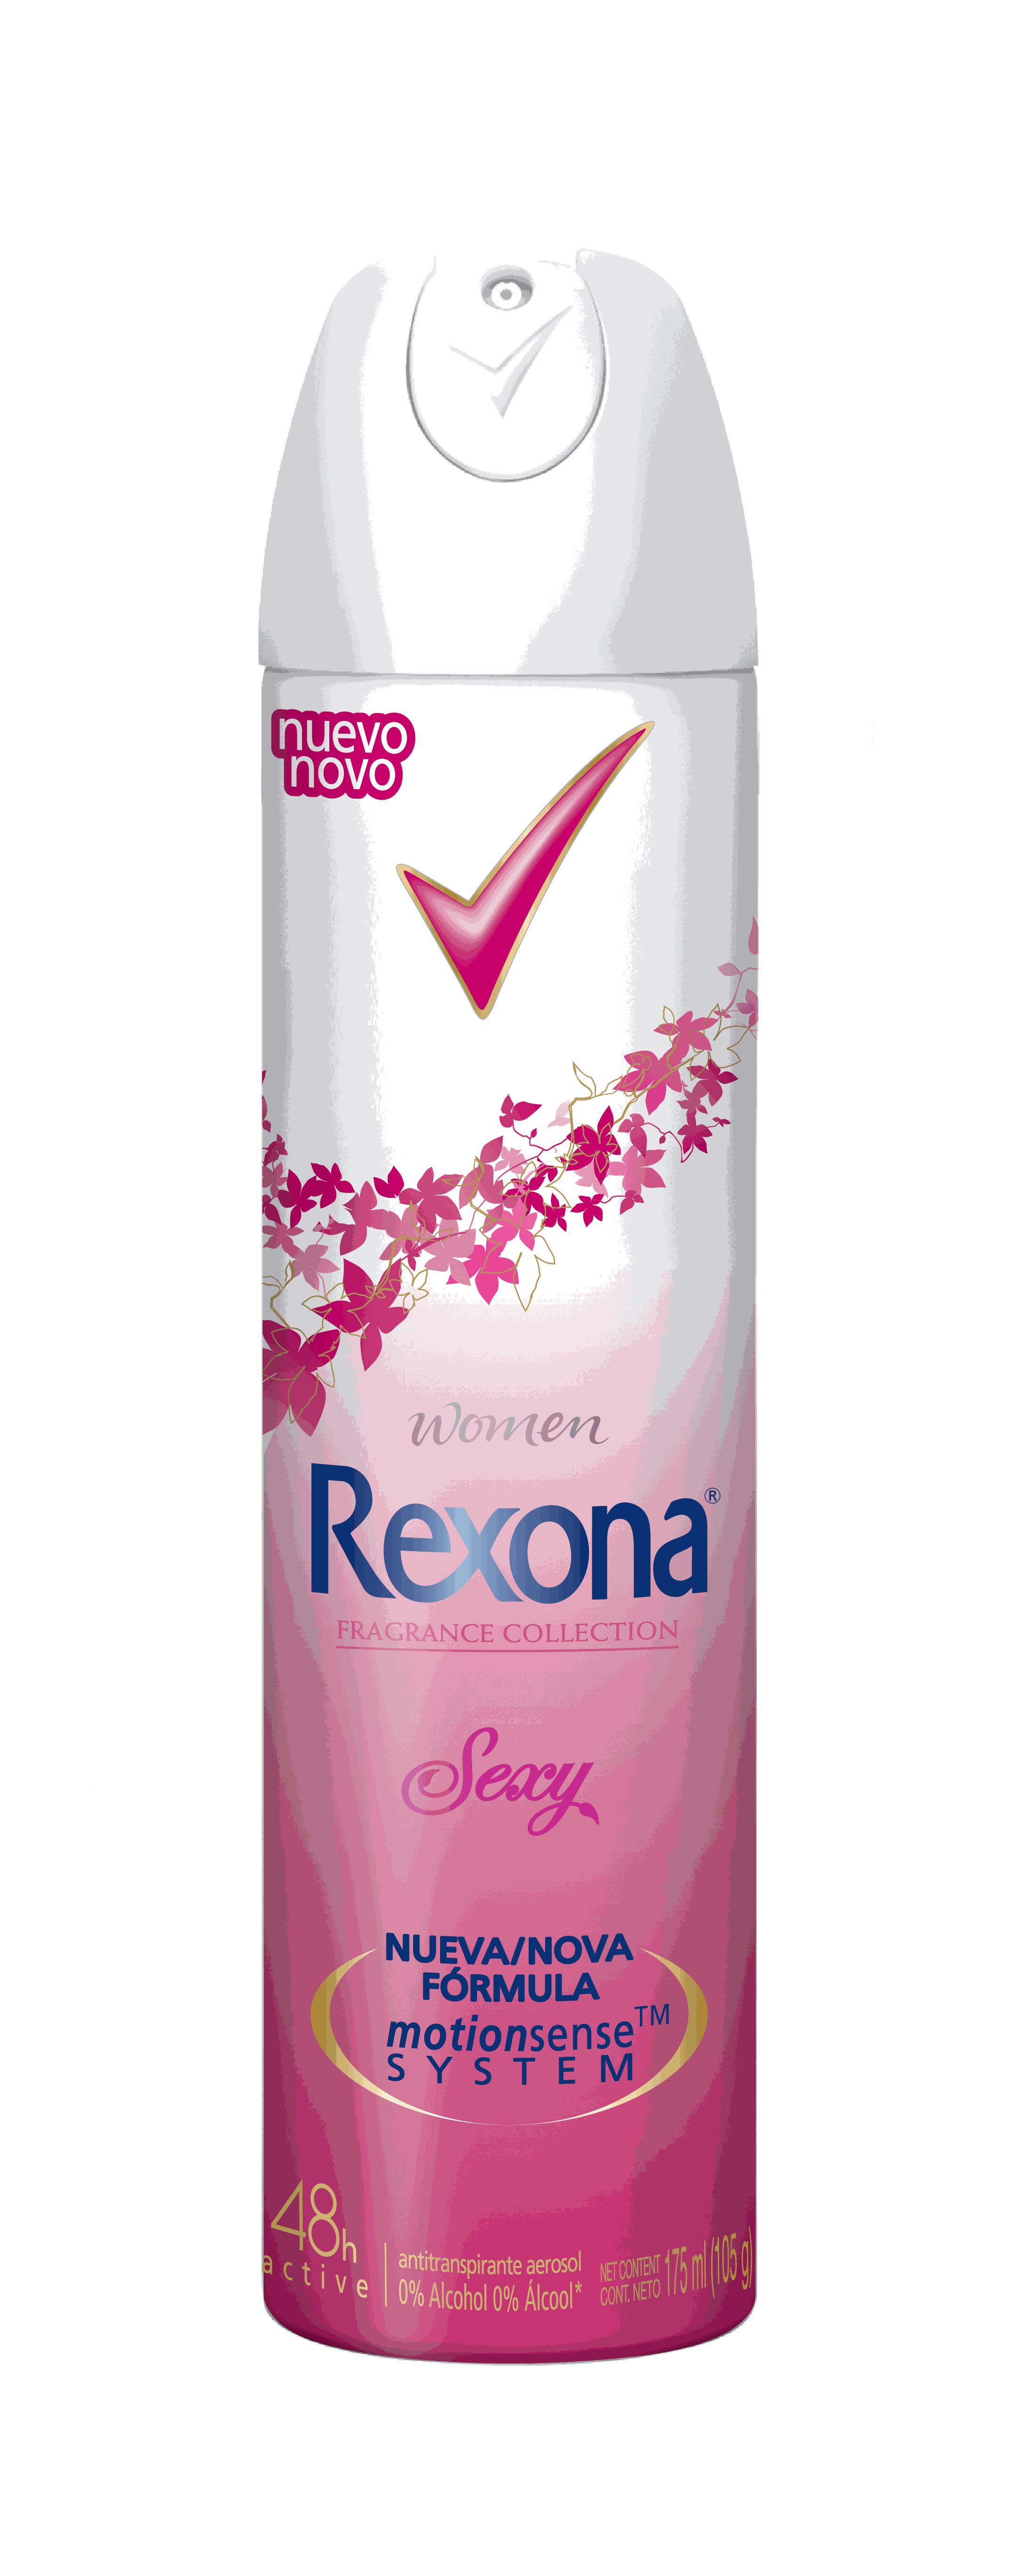 nuevo
novo
women
Rexona®
FRAGRANCE COLLECTION
Sexy
NUEVA/NOVA
FÓRMULA
motionsense™
SYSTEM
48h
active
antitranspirante aerosol
0% Alcohol 0% Álcool*
NET CONTENT
CONT. NETO
175 ml (105 g)